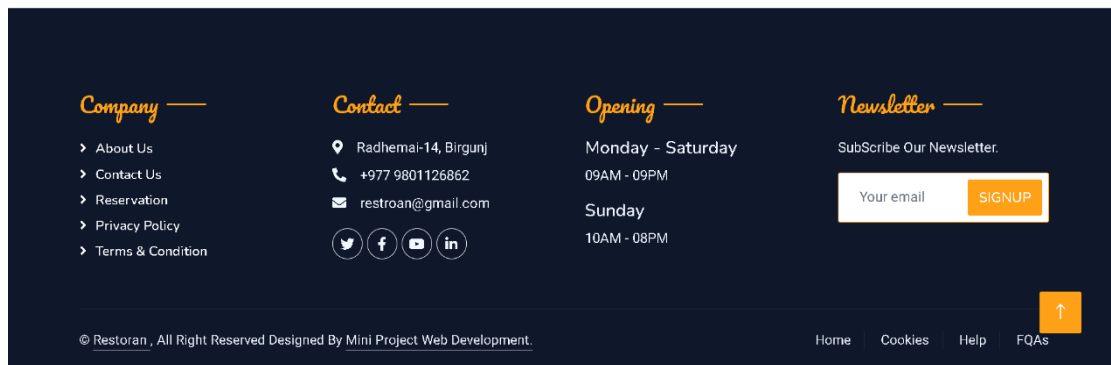 Company
About Us
Contact Us
Reservation
Privacy Policy
Terms & Condition
Contact
Radhemai-14, Birgunj
+977 9801126862
restroan@gmail.com
Opening
Monday - Saturday
09AM - 09PM
Sunday
10AM - 08PM
Newsletter
SubScribe Our Newsletter.
Your email
SIGNUP
© Restoran , All Right Reserved Designed By Mini Project Web Development.
Home Cookies Help FQAs